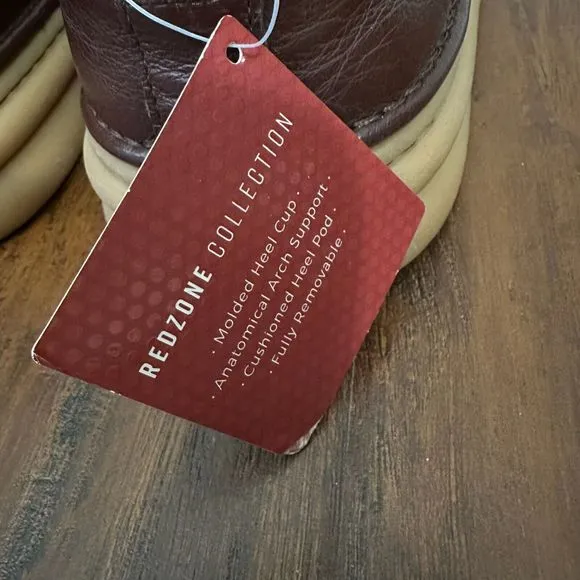 REDZONE COLLECTION
· Molded Heel Cup ·
· Anatomical Arch Support ·
· Cushioned Heel Pod ·
· Fully Removable ·